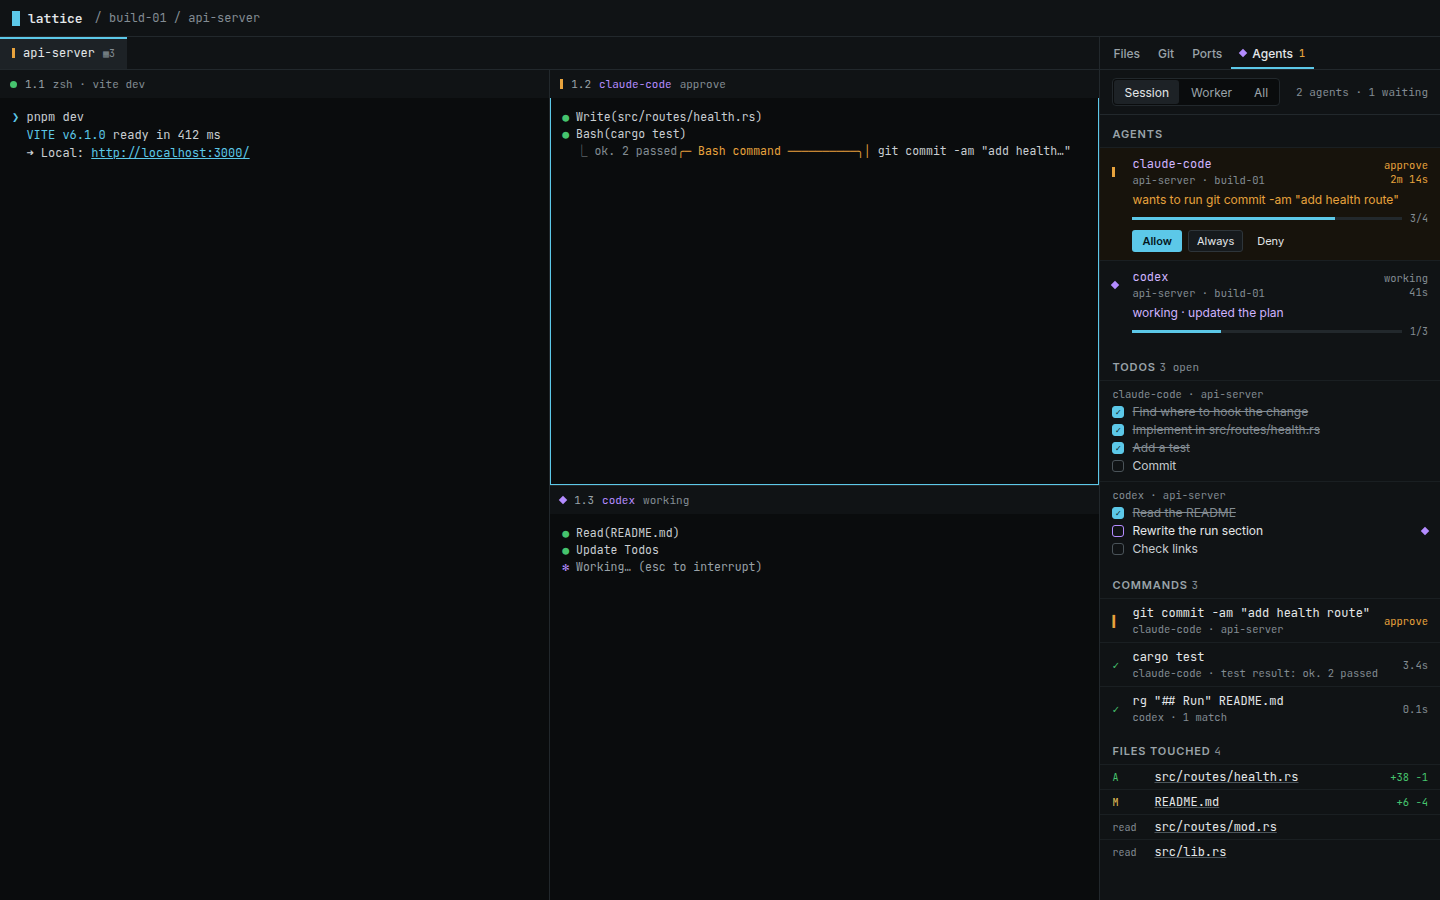 lattice / build-01 / api-server
api-server 3
1.1 zsh · vite dev
❯ pnpm dev
VITE v6.1.0 ready in 412 ms
➜ Local: http://localhost:3000/
1.2 claude-code approve
● Write(src/routes/health.rs)
● Bash(cargo test)
⎿ ok. 2 passed╭─ Bash command ──────────╮│ git commit -am "add health…"
1.3 codex working
● Read(README.md)
● Update Todos
✻ Working… (esc to interrupt)
Files Git Ports ◆ Agents 1
Session Worker All 2 agents · 1 waiting
AGENTS
claude-code approve
api-server · build-01 2m 14s
wants to run git commit -am "add health route"
3/4
Allow Always Deny
codex working
api-server · build-01 41s
working · updated the plan
1/3
TODOS 3 open
claude-code · api-server
✓ Find where to hook the change
✓ Implement in src/routes/health.rs
✓ Add a test
Commit
codex · api-server
✓ Read the README
Rewrite the run section ◆
Check links
COMMANDS 3
git commit -am "add health route" approve
claude-code · api-server
✓ cargo test 3.4s
claude-code · test result: ok. 2 passed
✓ rg "## Run" README.md 0.1s
codex · 1 match
FILES TOUCHED 4
A src/routes/health.rs +38 -1
M README.md +6 -4
read src/routes/mod.rs
read src/lib.rs